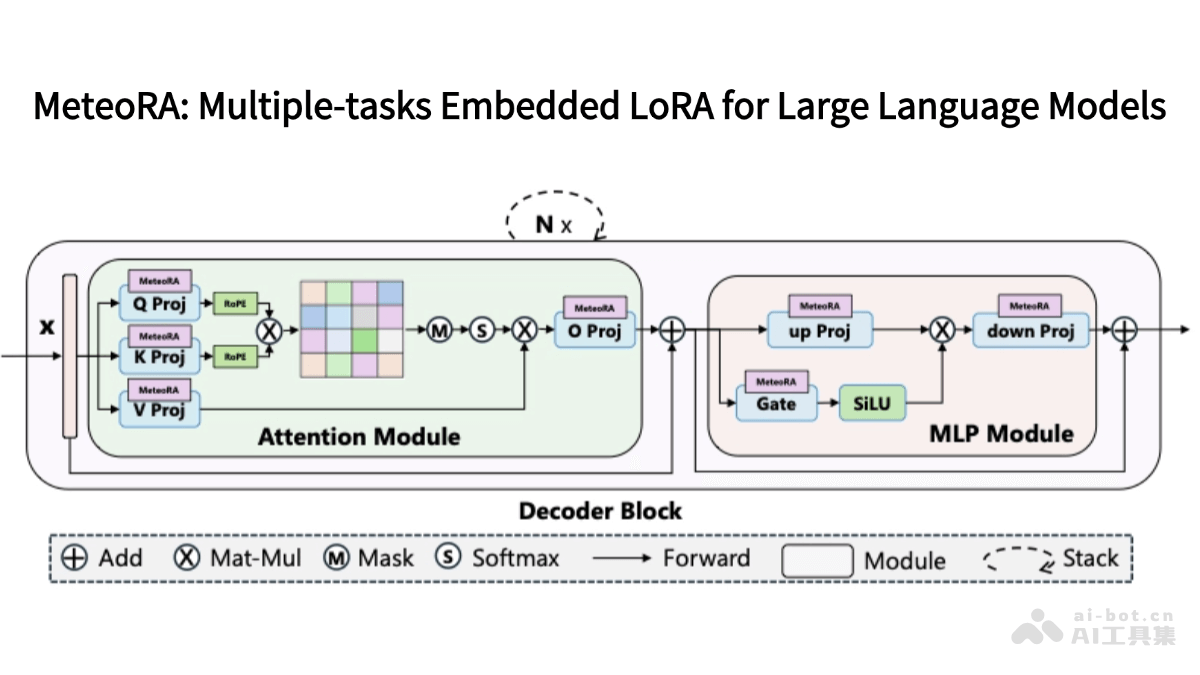 MeteoRA: Multiple-tasks Embedded LoRA for Large Language Models
N x
x
MeteoRA
Q Proj
RoPE
MeteoRA
K Proj
RoPE
MeteoRA
V Proj
X
M
S
X
MeteoRA
O Proj
Attention Module
MeteoRA
up Proj
X
MeteoRA
down Proj
MeteoRA
Gate
SiLU
MLP Module
Decoder Block
Add
X Mat-Mul
M Mask
S Softmax
Forward
Module
Stack
ai-bot.cn
AI工具集